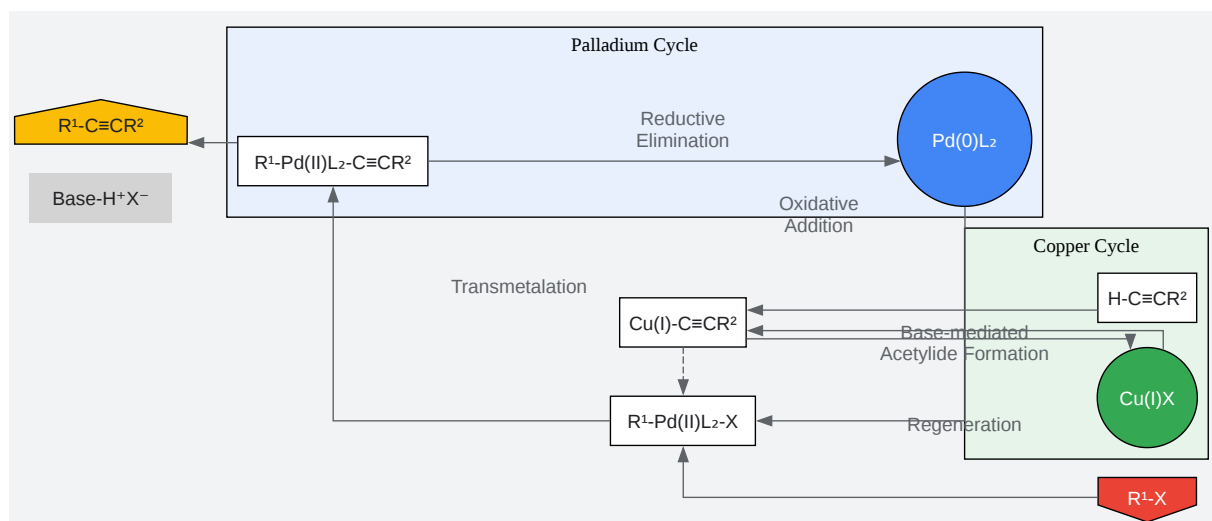 Palladium Cycle
R¹-C≡CR²
Reductive
Elimination
Pd(0)L₂
R¹-Pd(II)L₂-C≡CR²
Base-H⁺X⁻
Oxidative
Addition
Copper Cycle
Transmetalation
H-C≡CR²
Cu(I)-C≡CR²
Base-mediated
Acetylide Formation
Cu(I)X
R¹-Pd(II)L₂-X
Regeneration
R¹-X